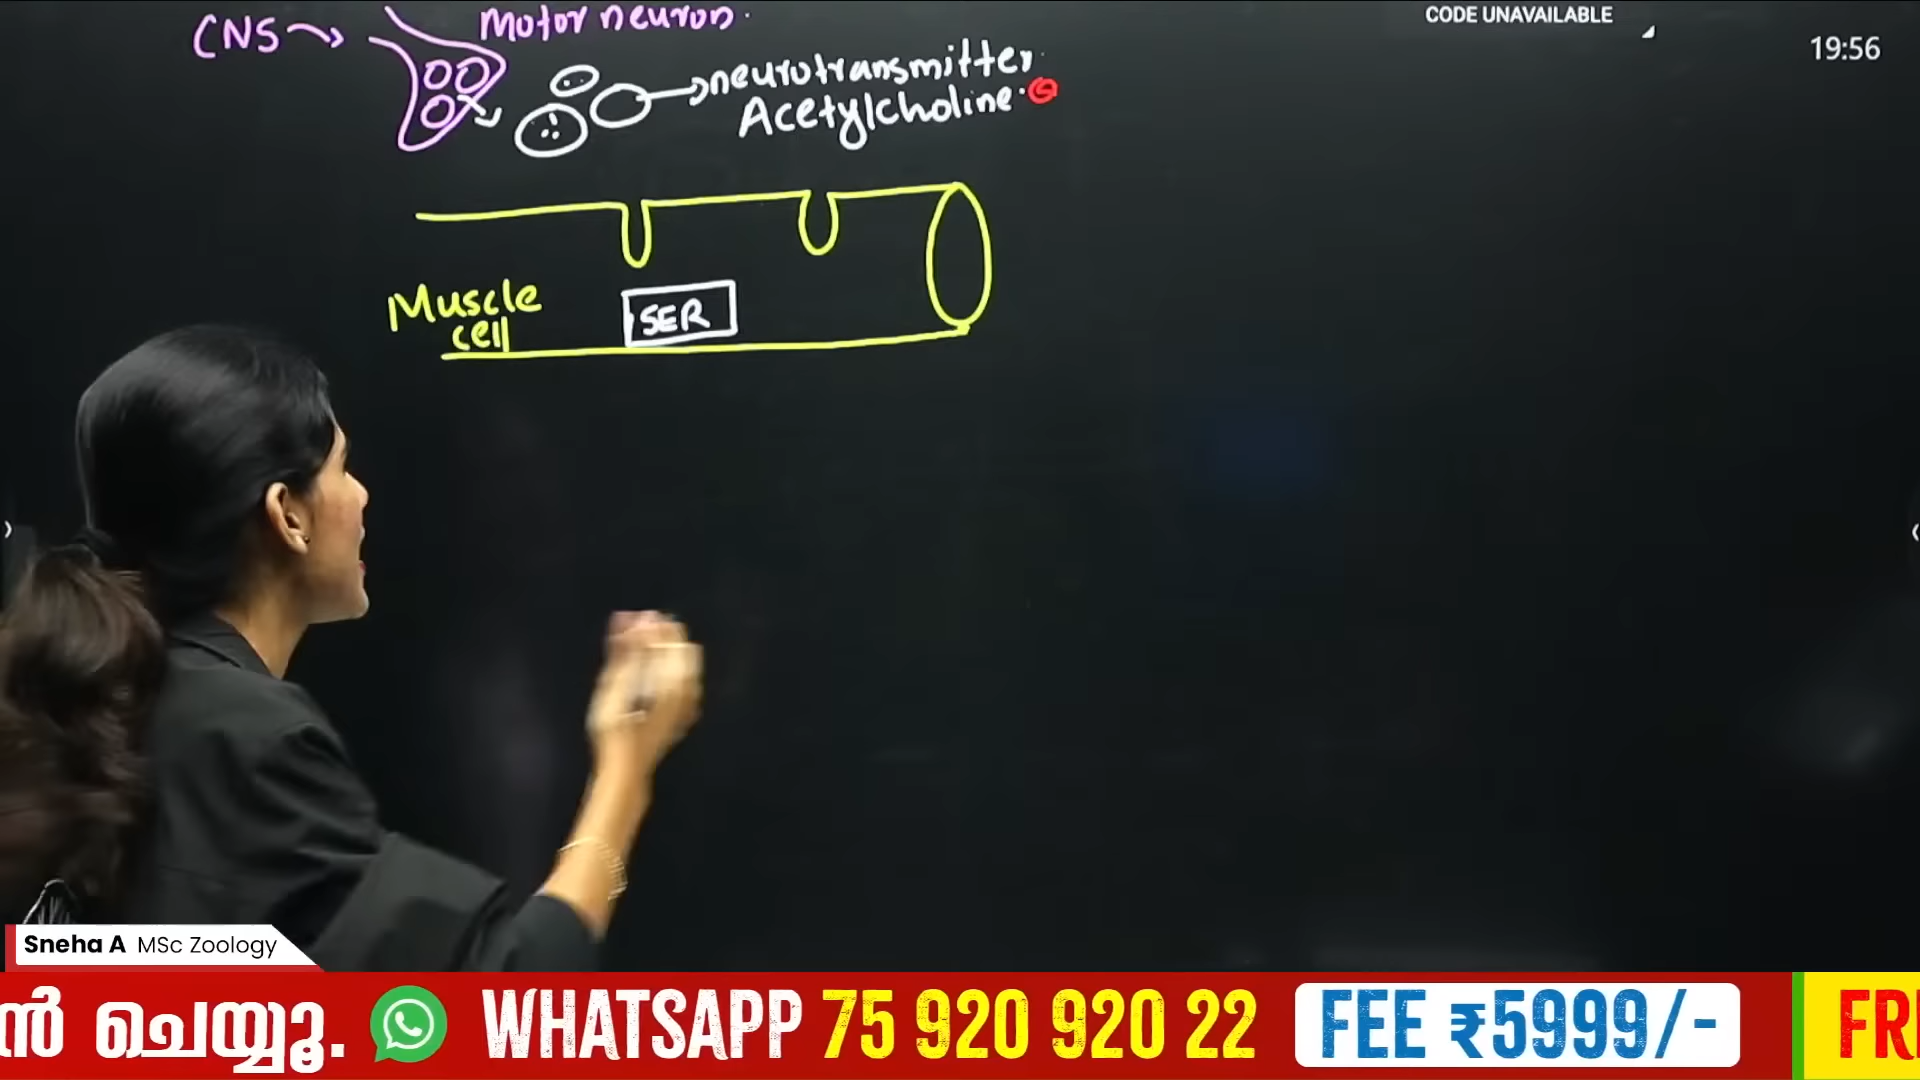 CNS Motor neuron.
CODE UNAVAILABLE
19:56
neurotransmitter
Acetylcholine.
Muscle
cell
SER
Sneha A MSc Zoology
ൻ ചെയ്യൂ. WHATSAPP 75 920 920 22 FEE ₹5999/- FRE